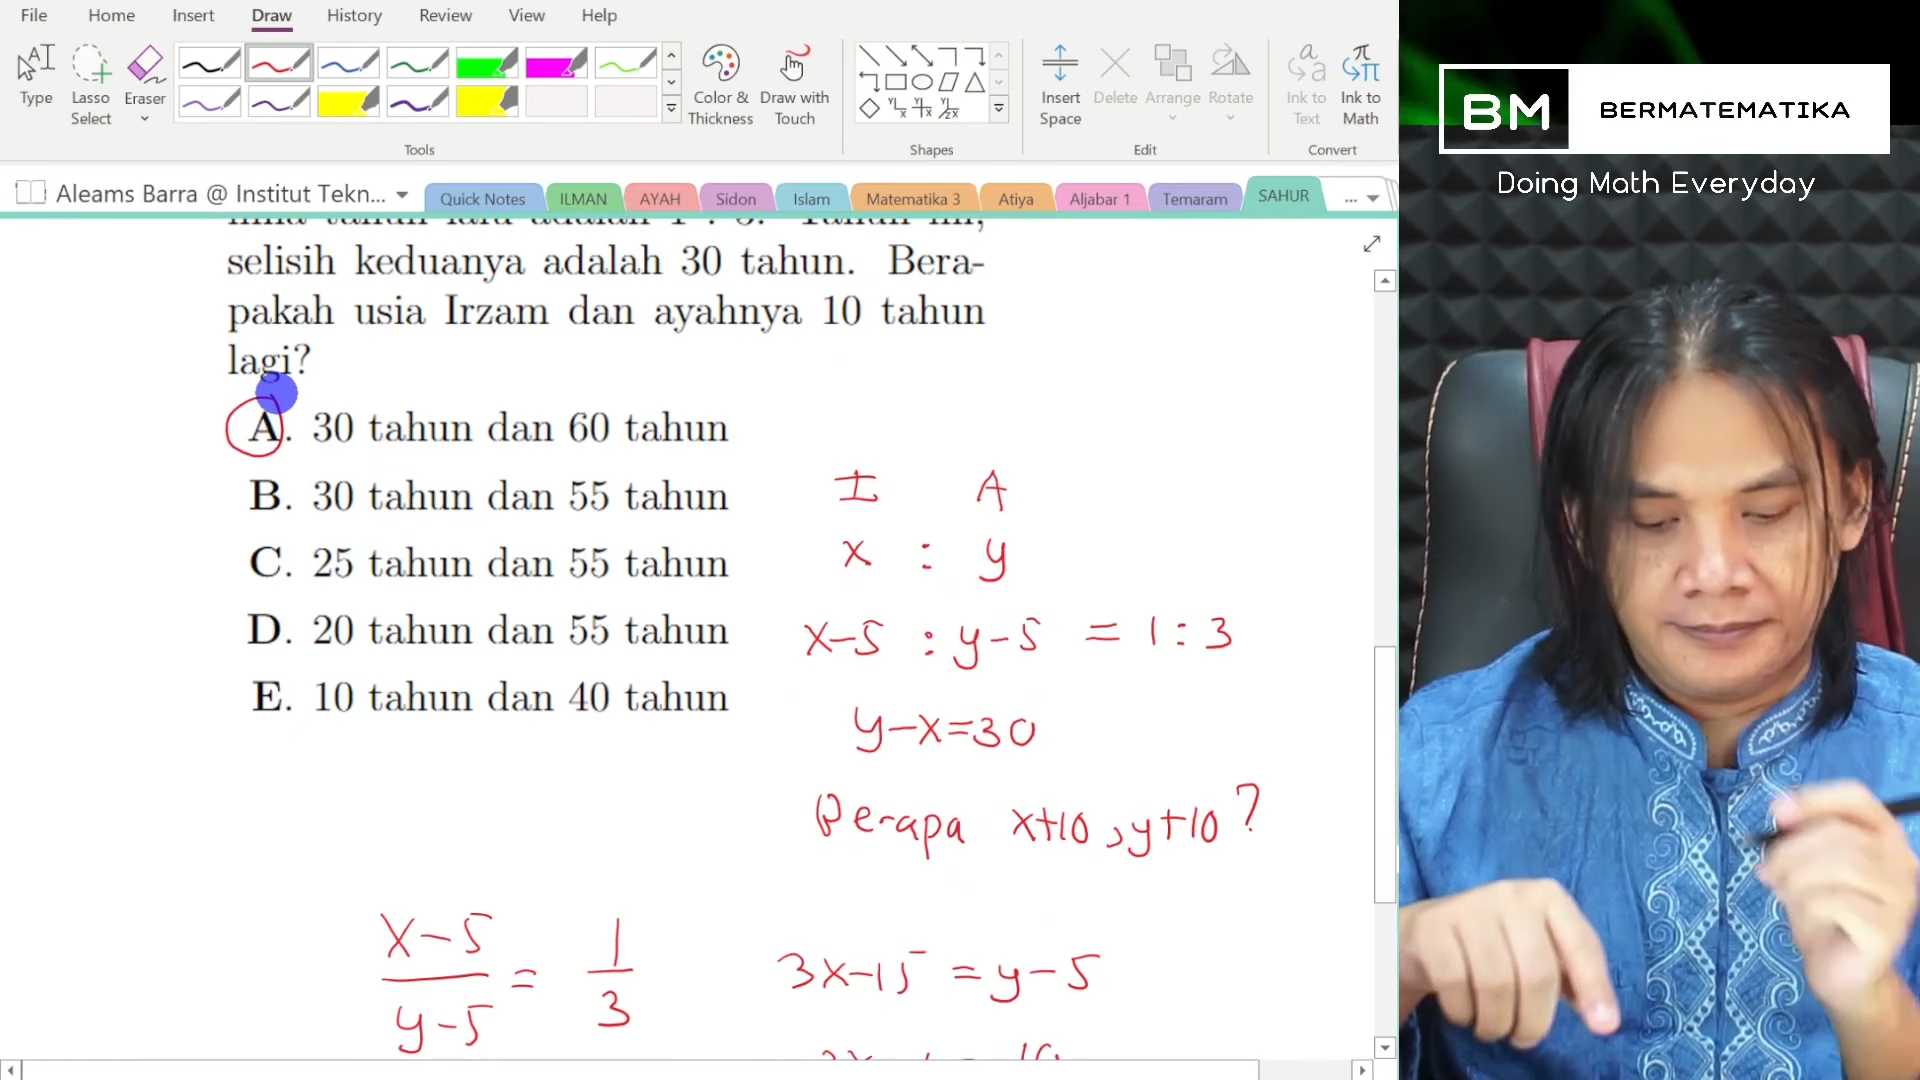 File Home Insert Draw History Review View Help
Type
Lasso Select
Eraser
Color & Thickness
Draw with Touch
Insert Space
Delete
Arrange
Rotate
Ink to Text
Ink to Math
Tools
Shapes
Edit
Convert
Aleams Barra @ Institut Tekn...
Quick Notes ILMAN AYAH Sidon Islam Matematika 3 Atiya Aljabar 1 Temaram SAHUR ...
BM BERMATEMATIKA
Doing Math Everyday
selisih keduanya adalah 30 tahun. Bera-
pakah usia Irzam dan ayahnya 10 tahun
lagi?
A. 30 tahun dan 60 tahun
B. 30 tahun dan 55 tahun
C. 25 tahun dan 55 tahun
D. 20 tahun dan 55 tahun
E. 10 tahun dan 40 tahun
I A
x : y
x-5 : y-5 = 1:3
y-x=30
Berapa x+10, y+10?
x-5 / y-5 = 1 / 3
3x-15 = y-5